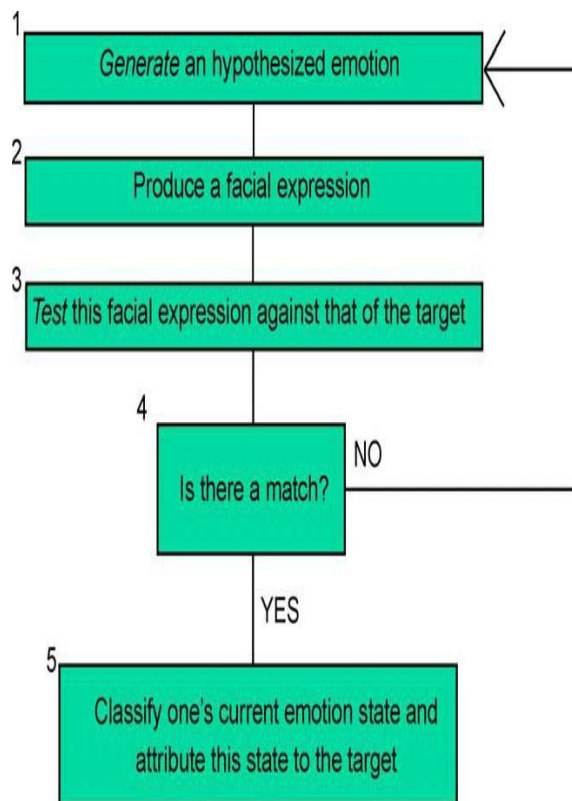 1
Generate an hypothesized emotion
2
Produce a facial expression
3
Test this facial expression against that of the target
4
Is there a match?
NO
YES
5
Classify one's current emotion state and
attribute this state to the target